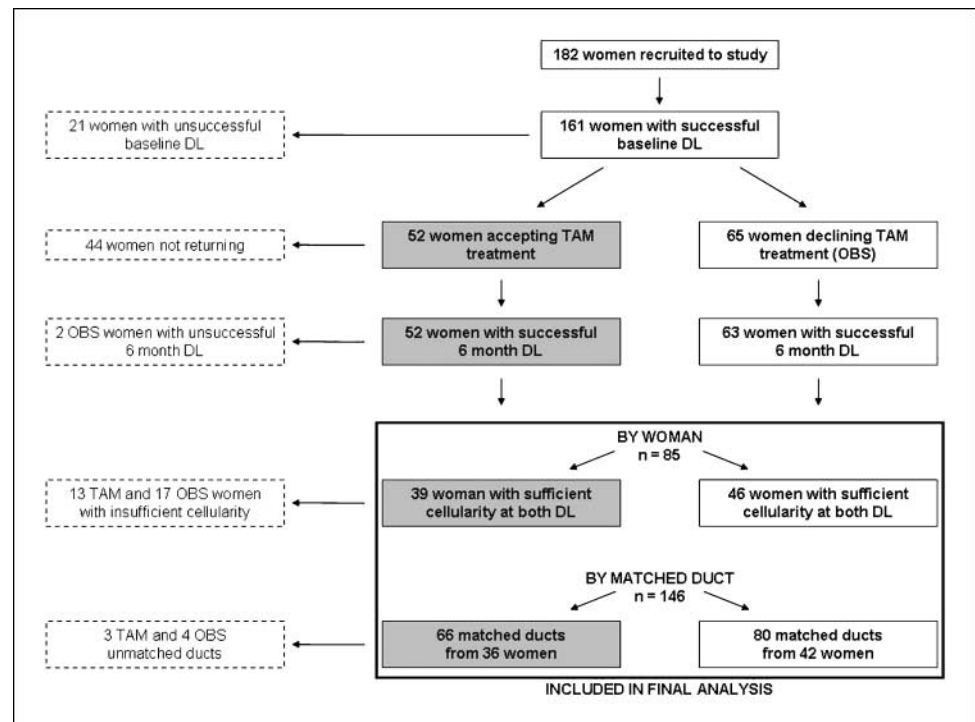 182 women recruited to study
21 women with unsuccessful
baseline DL
161 women with successful
baseline DL
44 women not returning
52 women accepting TAM
treatment
65 women declining TAM
treatment (OBS)
2 OBS women with unsuccessful
6 month DL
52 women with successful
6 month DL
63 women with successful
6 month DL
BY WOMAN
n = 85
13 TAM and 17 OBS women
with insufficient cellularity
39 woman with sufficient
cellularity at both DL
46 women with sufficient
cellularity at both DL
BY MATCHED DUCT
n = 146
3 TAM and 4 OBS
unmatched ducts
66 matched ducts
from 36 women
80 matched ducts
from 42 women
INCLUDED IN FINAL ANALYSIS